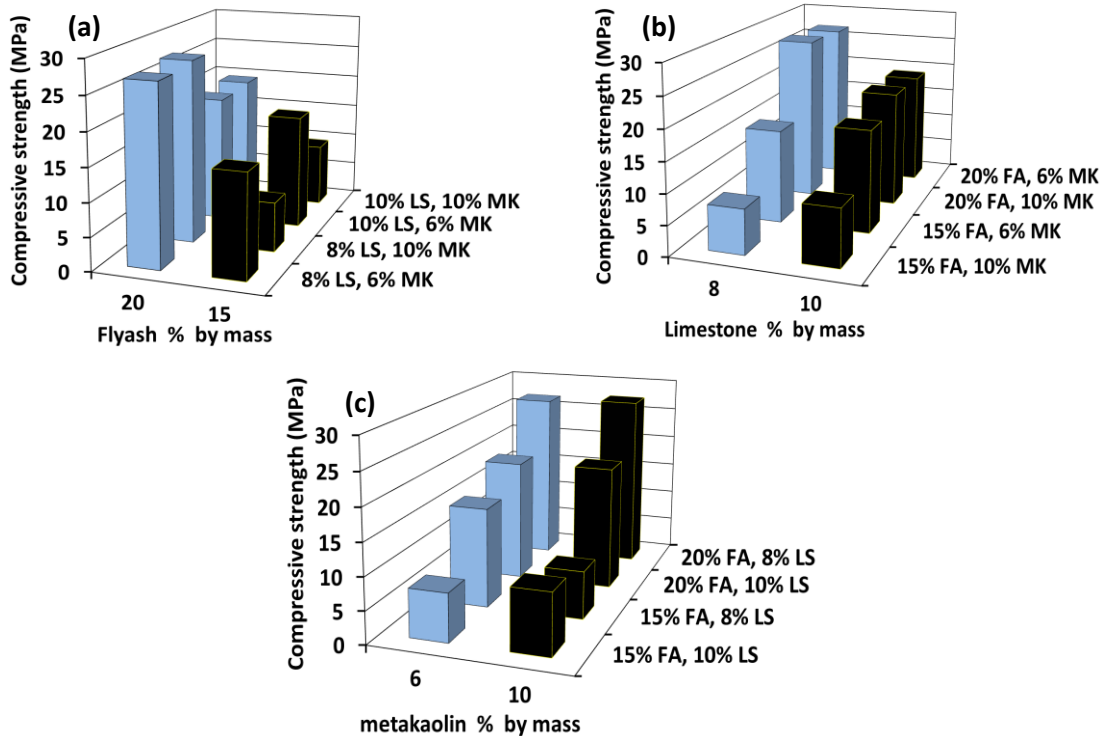 (a)
Compressive strength (MPa)
30
25
20
15
10
5
0
20
15
Flyash % by mass
10% LS, 10% MK
10% LS, 6% MK
8% LS, 10% MK
8% LS, 6% MK
(b)
Compressive strength (MPa)
30
25
20
15
10
5
0
8
10
Limestone % by mass
20% FA, 6% MK
20% FA, 10% MK
15% FA, 6% MK
15% FA, 10% MK
(c)
Compressive strength (MPa)
30
25
20
15
10
5
0
6
10
metakaolin % by mass
20% FA, 8% LS
20% FA, 10% LS
15% FA, 8% LS
15% FA, 10% LS